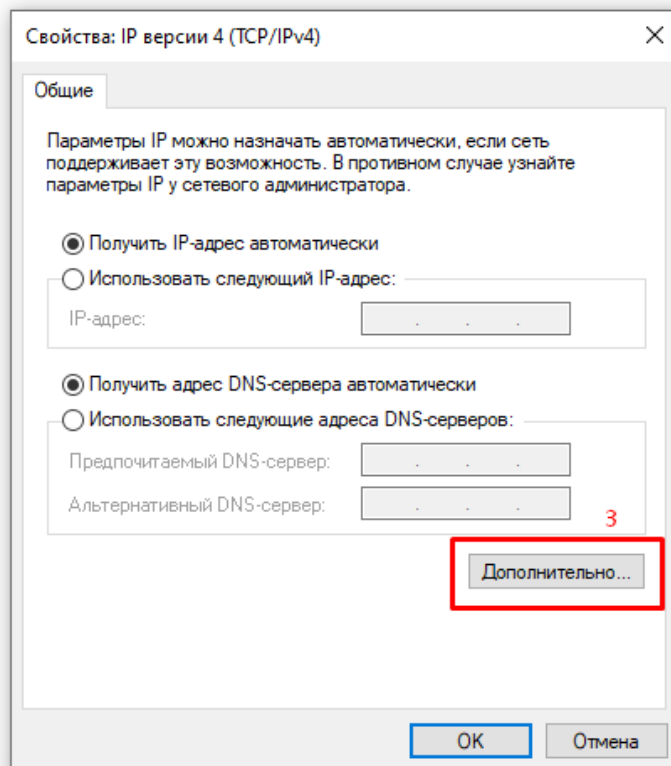 Свойства: IP версии 4 (TCP/IPv4)
Общие
Параметры IP можно назначать автоматически, если сеть
поддерживает эту возможность. В противном случае узнайте
параметры IP у сетевого администратора.
Получить IP-адрес автоматически
Использовать следующий IP-адрес:
IP-адрес:
Получить адрес DNS-сервера автоматически
Использовать следующие адреса DNS-серверов:
Предпочитаемый DNS-сервер:
Альтернативный DNS-сервер:
3
Дополнительно...
OK Отмена